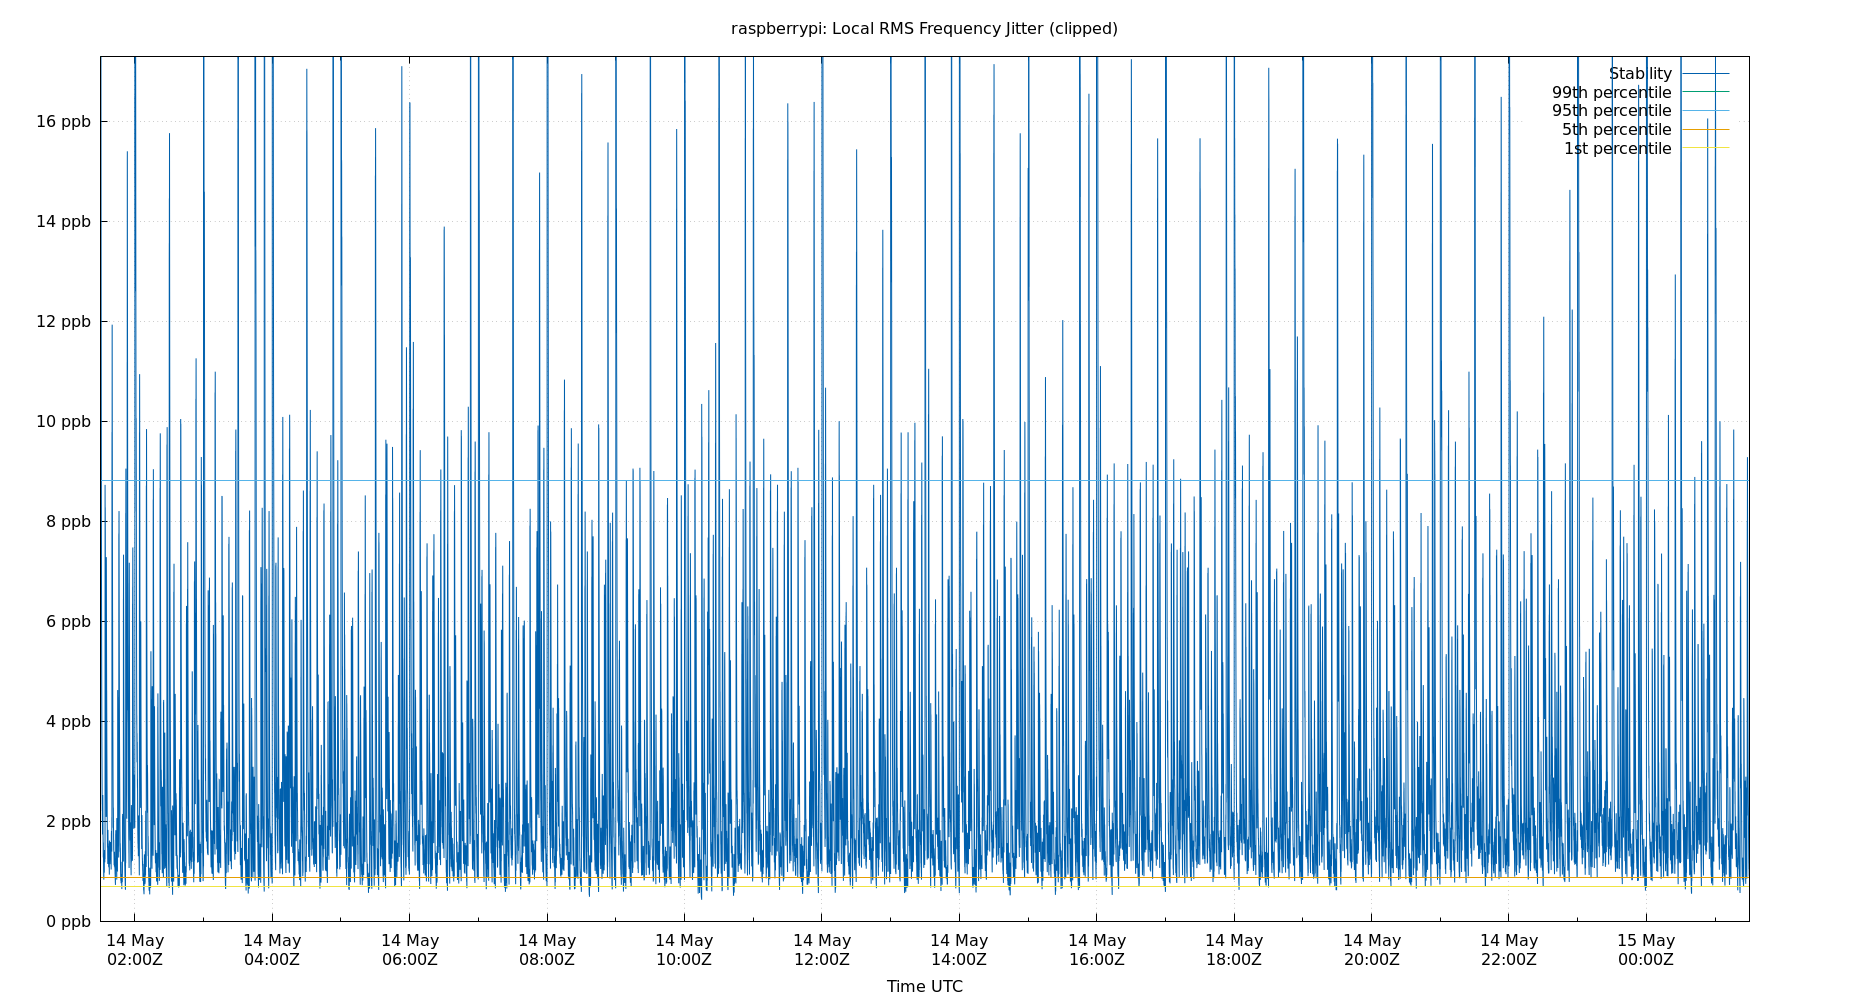 raspberrypi: Local RMS Frequency Jitter (clipped)
Stability
99th percentile
95th percentile
5th percentile
1st percentile
16 ppb
14 ppb
12 ppb
10 ppb
8 ppb
6 ppb
4 ppb
2 ppb
0 ppb
14 May 14 May 14 May 14 May 14 May 14 May 14 May 14 May 14 May 14 May 14 May 15 May
02:00Z 04:00Z 06:00Z 08:00Z 10:00Z 12:00Z 14:00Z 16:00Z 18:00Z 20:00Z 22:00Z 00:00Z
Time UTC